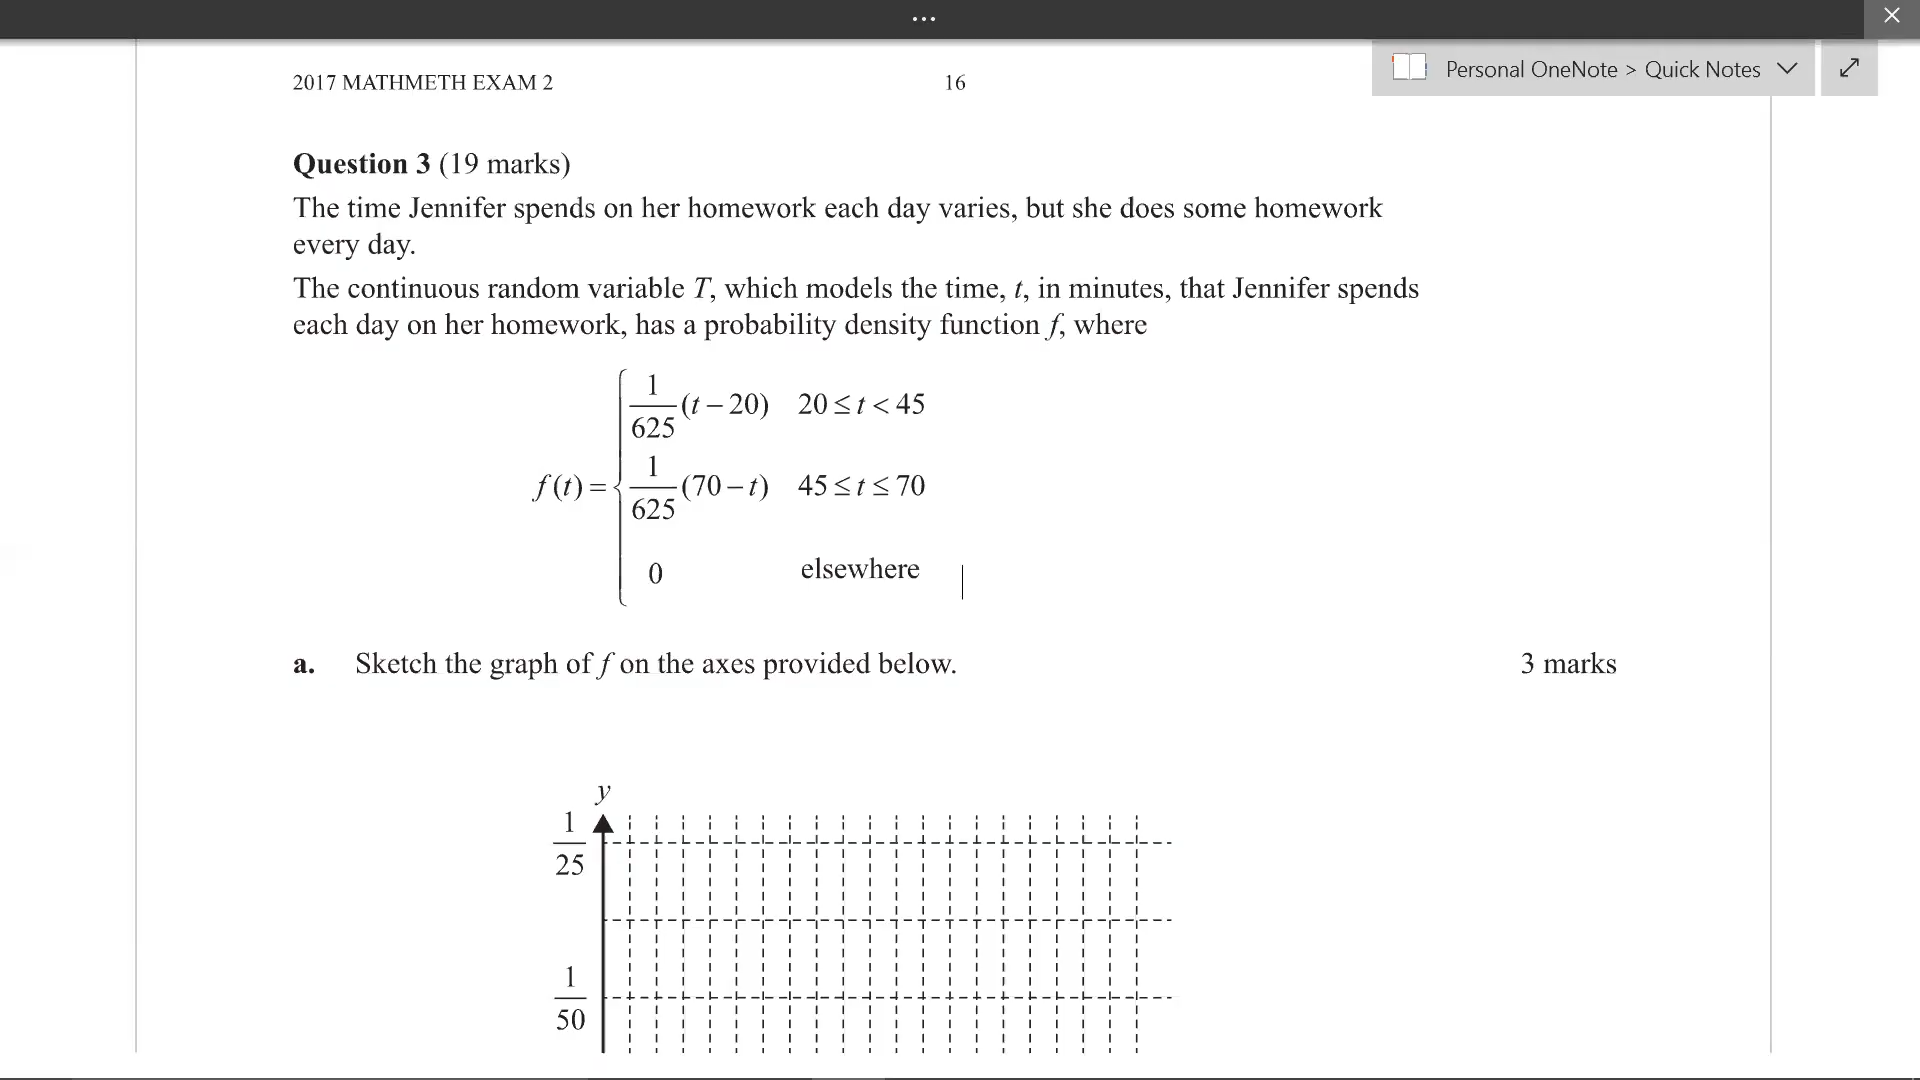 ...
Personal OneNote > Quick Notes
2017 MATHMETH EXAM 2
16
Question 3 (19 marks)
The time Jennifer spends on her homework each day varies, but she does some homework
every day.
The continuous random variable T, which models the time, t, in minutes, that Jennifer spends
each day on her homework, has a probability density function f, where
f(t) = { 1/625 (t − 20) 20 ≤ t < 45
1/625 (70 − t) 45 ≤ t ≤ 70
0 elsewhere
a. Sketch the graph of f on the axes provided below. 3 marks
y
1/25
1/50